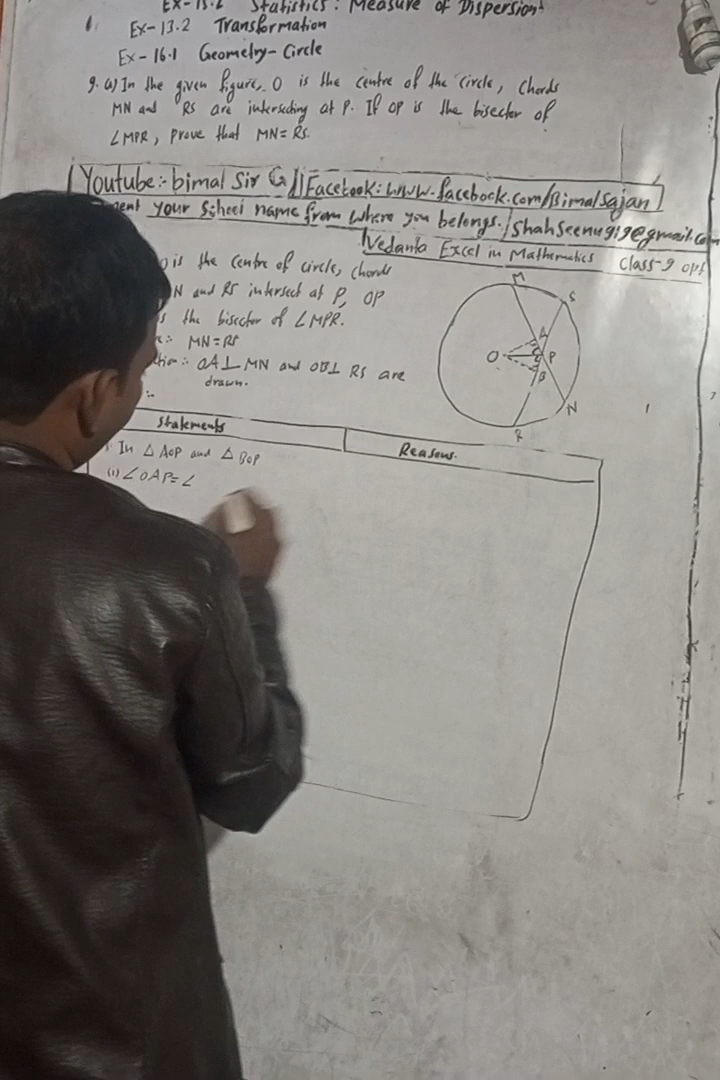 Ex-13.2 Statistics: Measure of Dispersion
Ex-13.2 Transformation
Ex-16.1 Geometry-Circle
9. a) In the given figure, O is the centre of the circle, chords
MN and RS are intersecting at P. If OP is the bisector of
∠MPR, prove that MN=RS.
Youtube:- bimal Sir G// Facebook: www.facebook.com/Bimalsajan
your School name from where you belongs./shahseenu919@gmail.com
Vedanta Excel in Mathematics Class-9 opt
O is the centre of circle, chords
N and RS intersect at P, OP
the bisector of ∠MPR.
:- MN=RS
:- OA⊥MN and OB⊥RS are
drawn.
:-
M
S
A
O
P
B
N
R
Statements
Reasons.
In △AOP and △BOP
(i) ∠OAP=∠